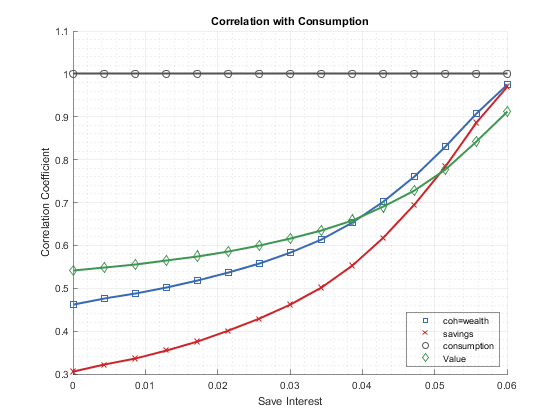 Correlation with Consumption
1.1
1
0.9
0.8
0.7
0.6
0.5
0.4
0.3
Correlation Coefficient
0 0.01 0.02 0.03 0.04 0.05 0.06
Save Interest
coh=wealth
savings
consumption
Value